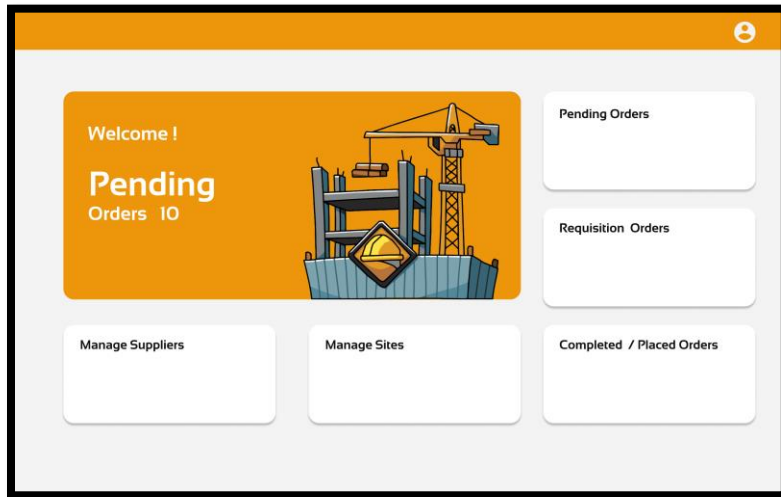 Welcome !
Pending
Orders 10
Pending Orders
Requisition Orders
Manage Suppliers
Manage Sites
Completed / Placed Orders